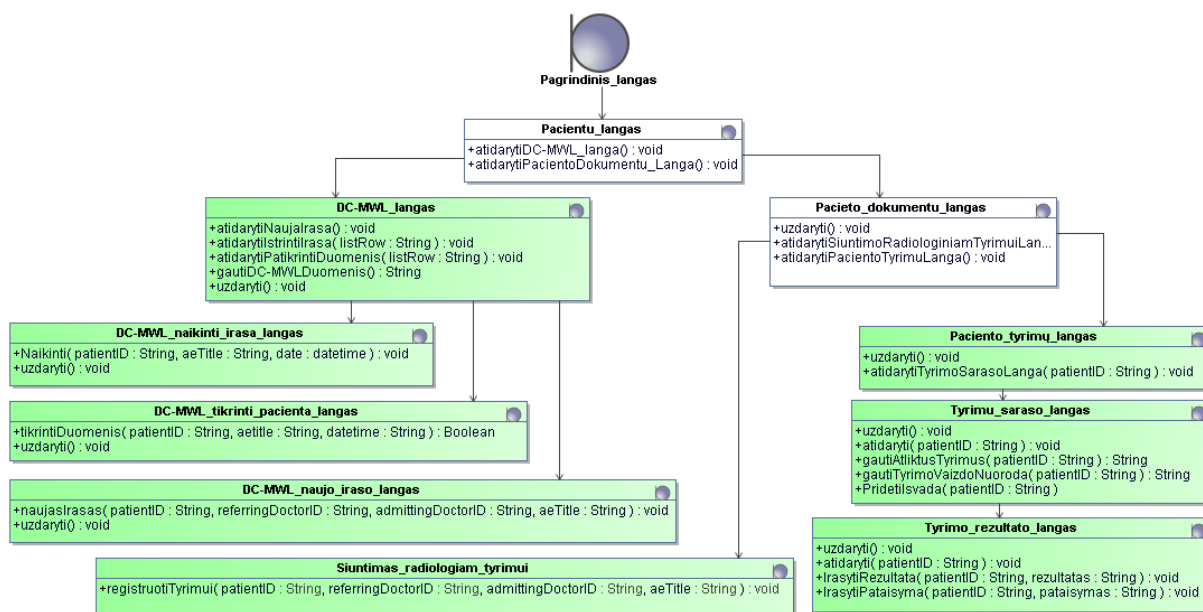 Pagrindinis_langas
Pacientu_langas
+atidarytiDC-MWL_langa() : void
+atidarytiPacientoDokumentu_Langa() : void
DC-MWL_langas
+atidarytiNaujaIrasa() : void
+atidarytiIstrintiIrasa( listRow : String ) : void
+atidarytiPatikrintiDuomenis( listRow : String ) : void
+gautiDC-MWLDuomenis() : String
+uzdaryti() : void
Pacieto_dokumentu_langas
+uzdaryti() : void
+atidarytiSiuntimoRadiologiniamTyrimuiLan...
+atidarytiPacientoTyrimuLanga() : void
DC-MWL_naikinti_irasa_langas
+Naikinti( patientID : String, aeTitle : String, date : datetime ) : void
+uzdaryti() : void
Paciento_tyrimų_langas
+uzdaryti() : void
+atidarytiTyrimoSarasoLanga( patientID : String ) : void
DC-MWL_tikrinti_pacienta_langas
+tikrintiDuomenis( patientID : String, aetitle : String, datetime : String ) : Boolean
+uzdaryti() : void
Tyrimu_saraso_langas
+uzdaryti() : void
+atidaryti( patientID : String ) : void
+gautiAtliktusTyrimus( patientID : String ) : String
+gautiTyrimoVaizdoNuoroda( patientID : String ) : String
+PridetiIsvada( patientID : String )
DC-MWL_naujo_iraso_langas
+naujasIrasas( patientID : String, referringDoctorID : String, admittingDoctorID : String, aeTitle : String ) : void
+uzdaryti() : void
Tyrimo_rezultato_langas
+uzdaryti() : void
+atidaryti( patientID : String ) : void
+IrasytiRezultata( patientID : String, rezultatas : String ) : void
+IrasytiPataisyma( patientID : String, pataisymas : String ) : void
Siuntimas_radiologiam_tyrimui
+registruotiTyrimui( patientID : String, referringDoctorID : String, admittingDoctorID : String, aeTitle : String ) : void